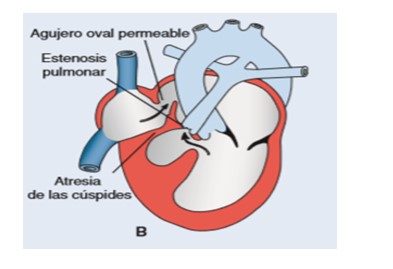 Agujero oval permeable
Estenosis
pulmonar
Atresia
de las cúspides
B